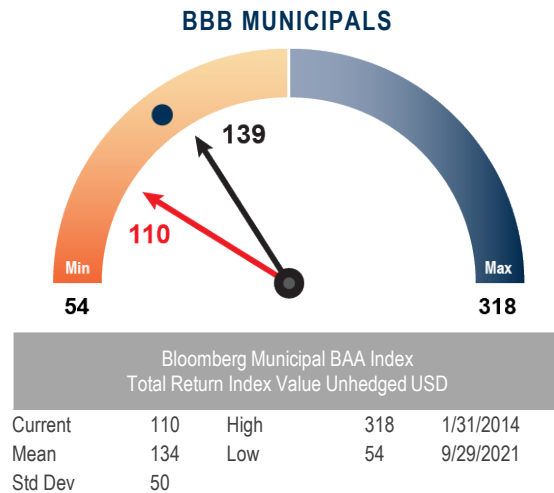 BBB MUNICIPALS
139
110
Min
Max
54
318
Bloomberg Municipal BAA Index
Total Return Index Value Unhedged USD
Current 110 High 318 1/31/2014
Mean 134 Low 54 9/29/2021
Std Dev 50